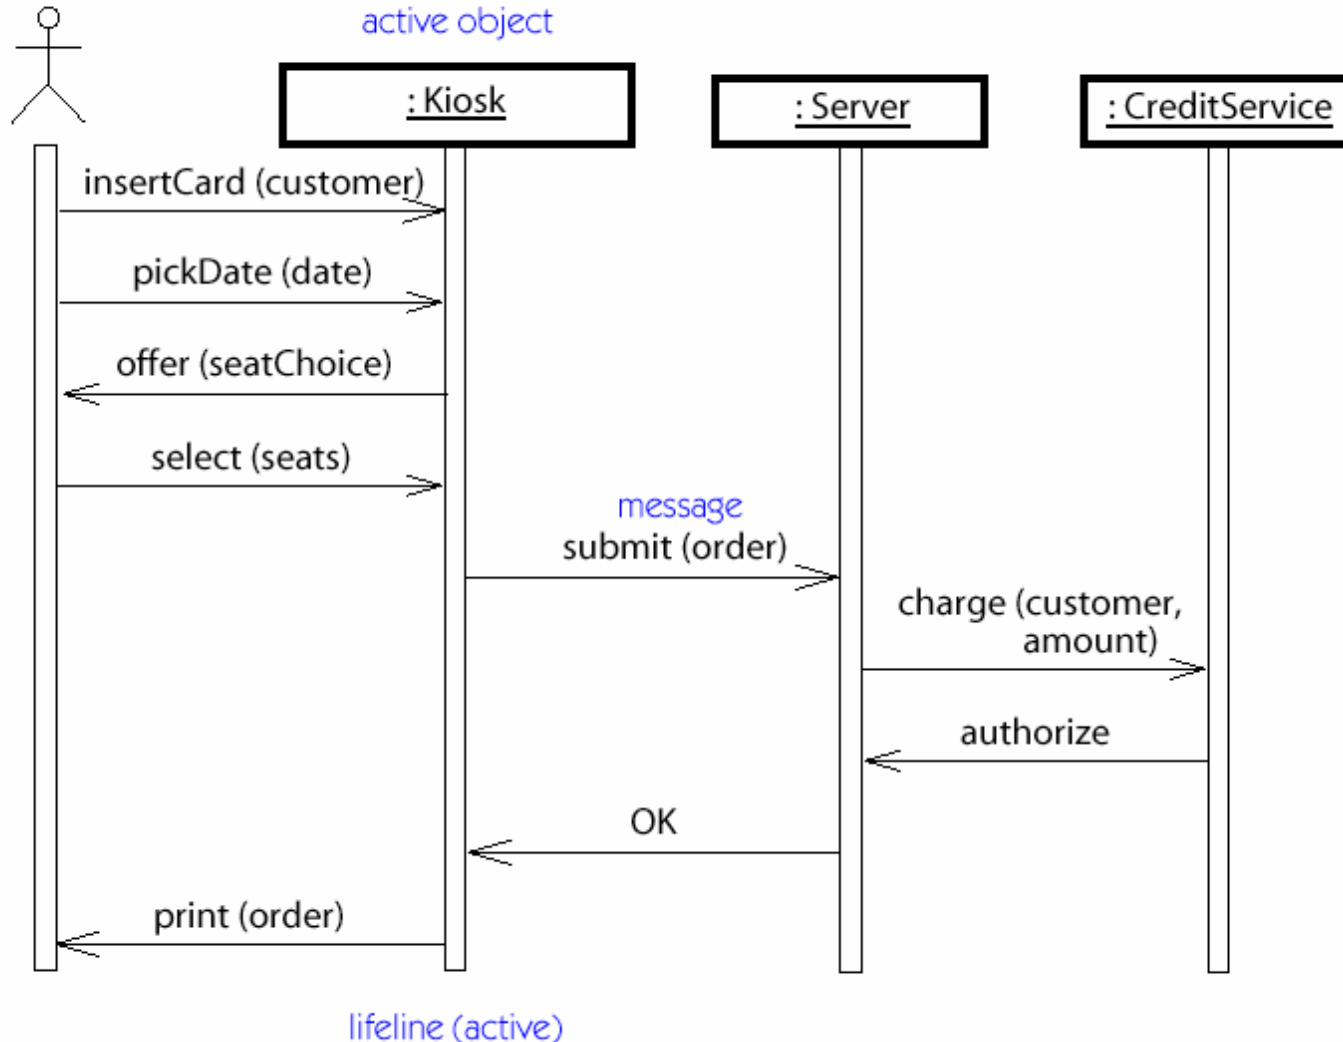 active object
: Kiosk
: Server
: CreditService
insertCard (customer)
pickDate (date)
offer (seatChoice)
select (seats)
message
submit (order)
charge (customer,
amount)
authorize
OK
print (order)
lifeline (active)